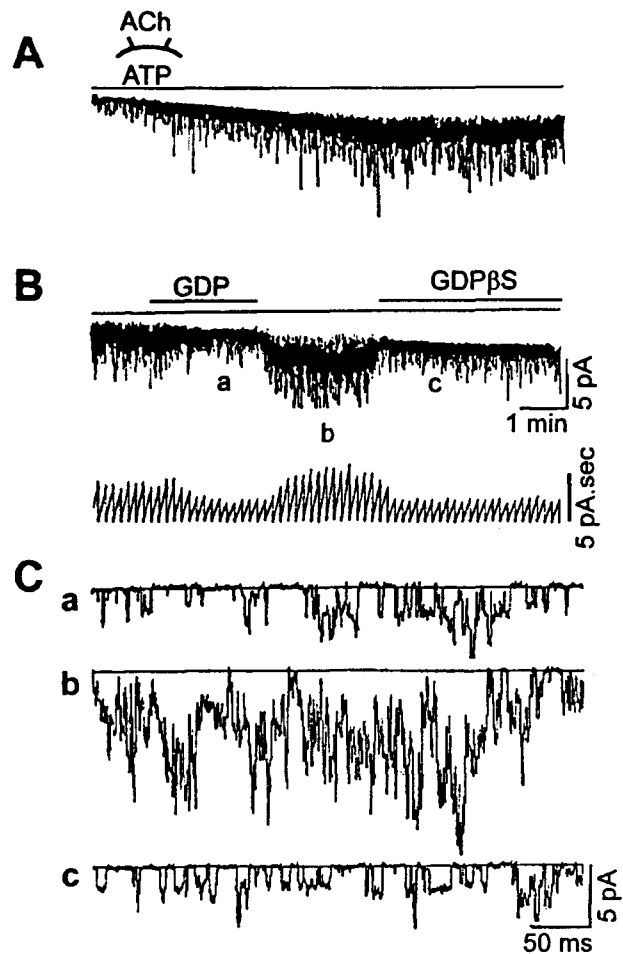 A
ACh
ATP
B
GDP
GDPβS
a
b
c
5 pA
1 min
5 pA.sec
C
a
b
c
5 pA
50 ms